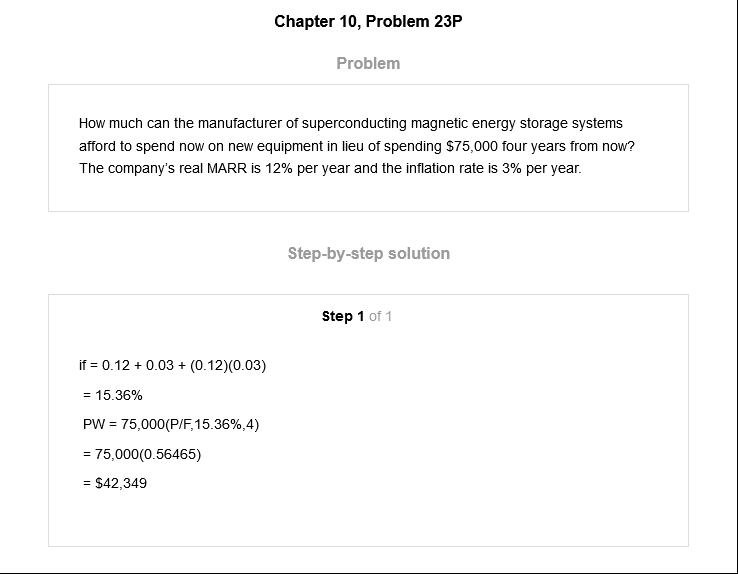 Chapter 10, Problem 23P
Problem
How much can the manufacturer of superconducting magnetic energy storage systems
afford to spend now on new equipment in lieu of spending $75,000 four years from now?
The company's real MARR is 12% per year and the inflation rate is 3% per year.
Step-by-step solution
Step 1 of 1
if = 0.12 + 0.03 + (0.12)(0.03)
= 15.36%
PW = 75,000(P/F,15.36%,4)
= 75,000(0.56465)
= $42,349